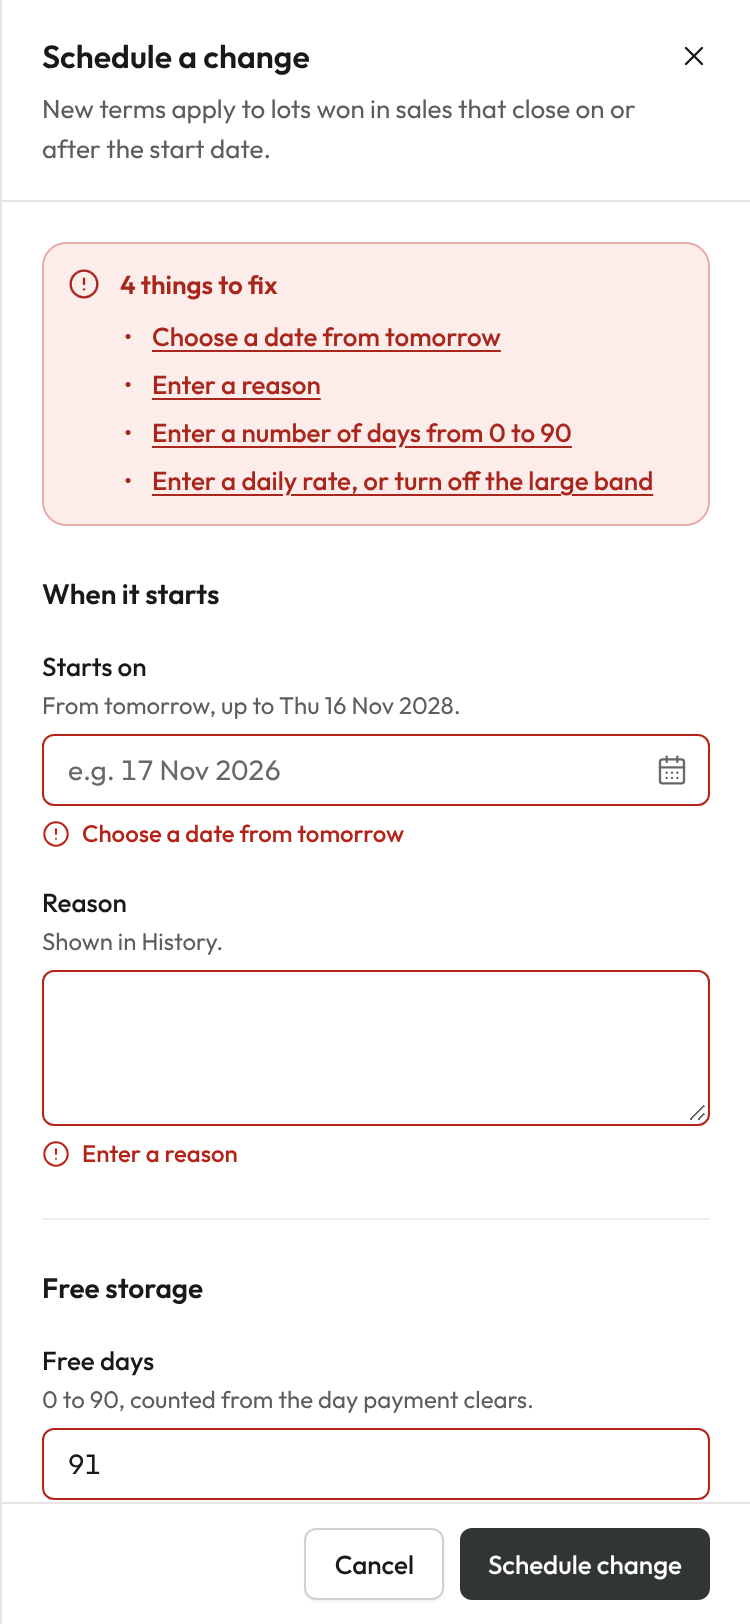 Schedule a change
New terms apply to lots won in sales that close on or
after the start date.
4 things to fix
• Choose a date from tomorrow
• Enter a reason
• Enter a number of days from 0 to 90
• Enter a daily rate, or turn off the large band
When it starts
Starts on
From tomorrow, up to Thu 16 Nov 2028.
e.g. 17 Nov 2026
Choose a date from tomorrow
Reason
Shown in History.
Enter a reason
Free storage
Free days
0 to 90, counted from the day payment clears.
91
Cancel
Schedule change